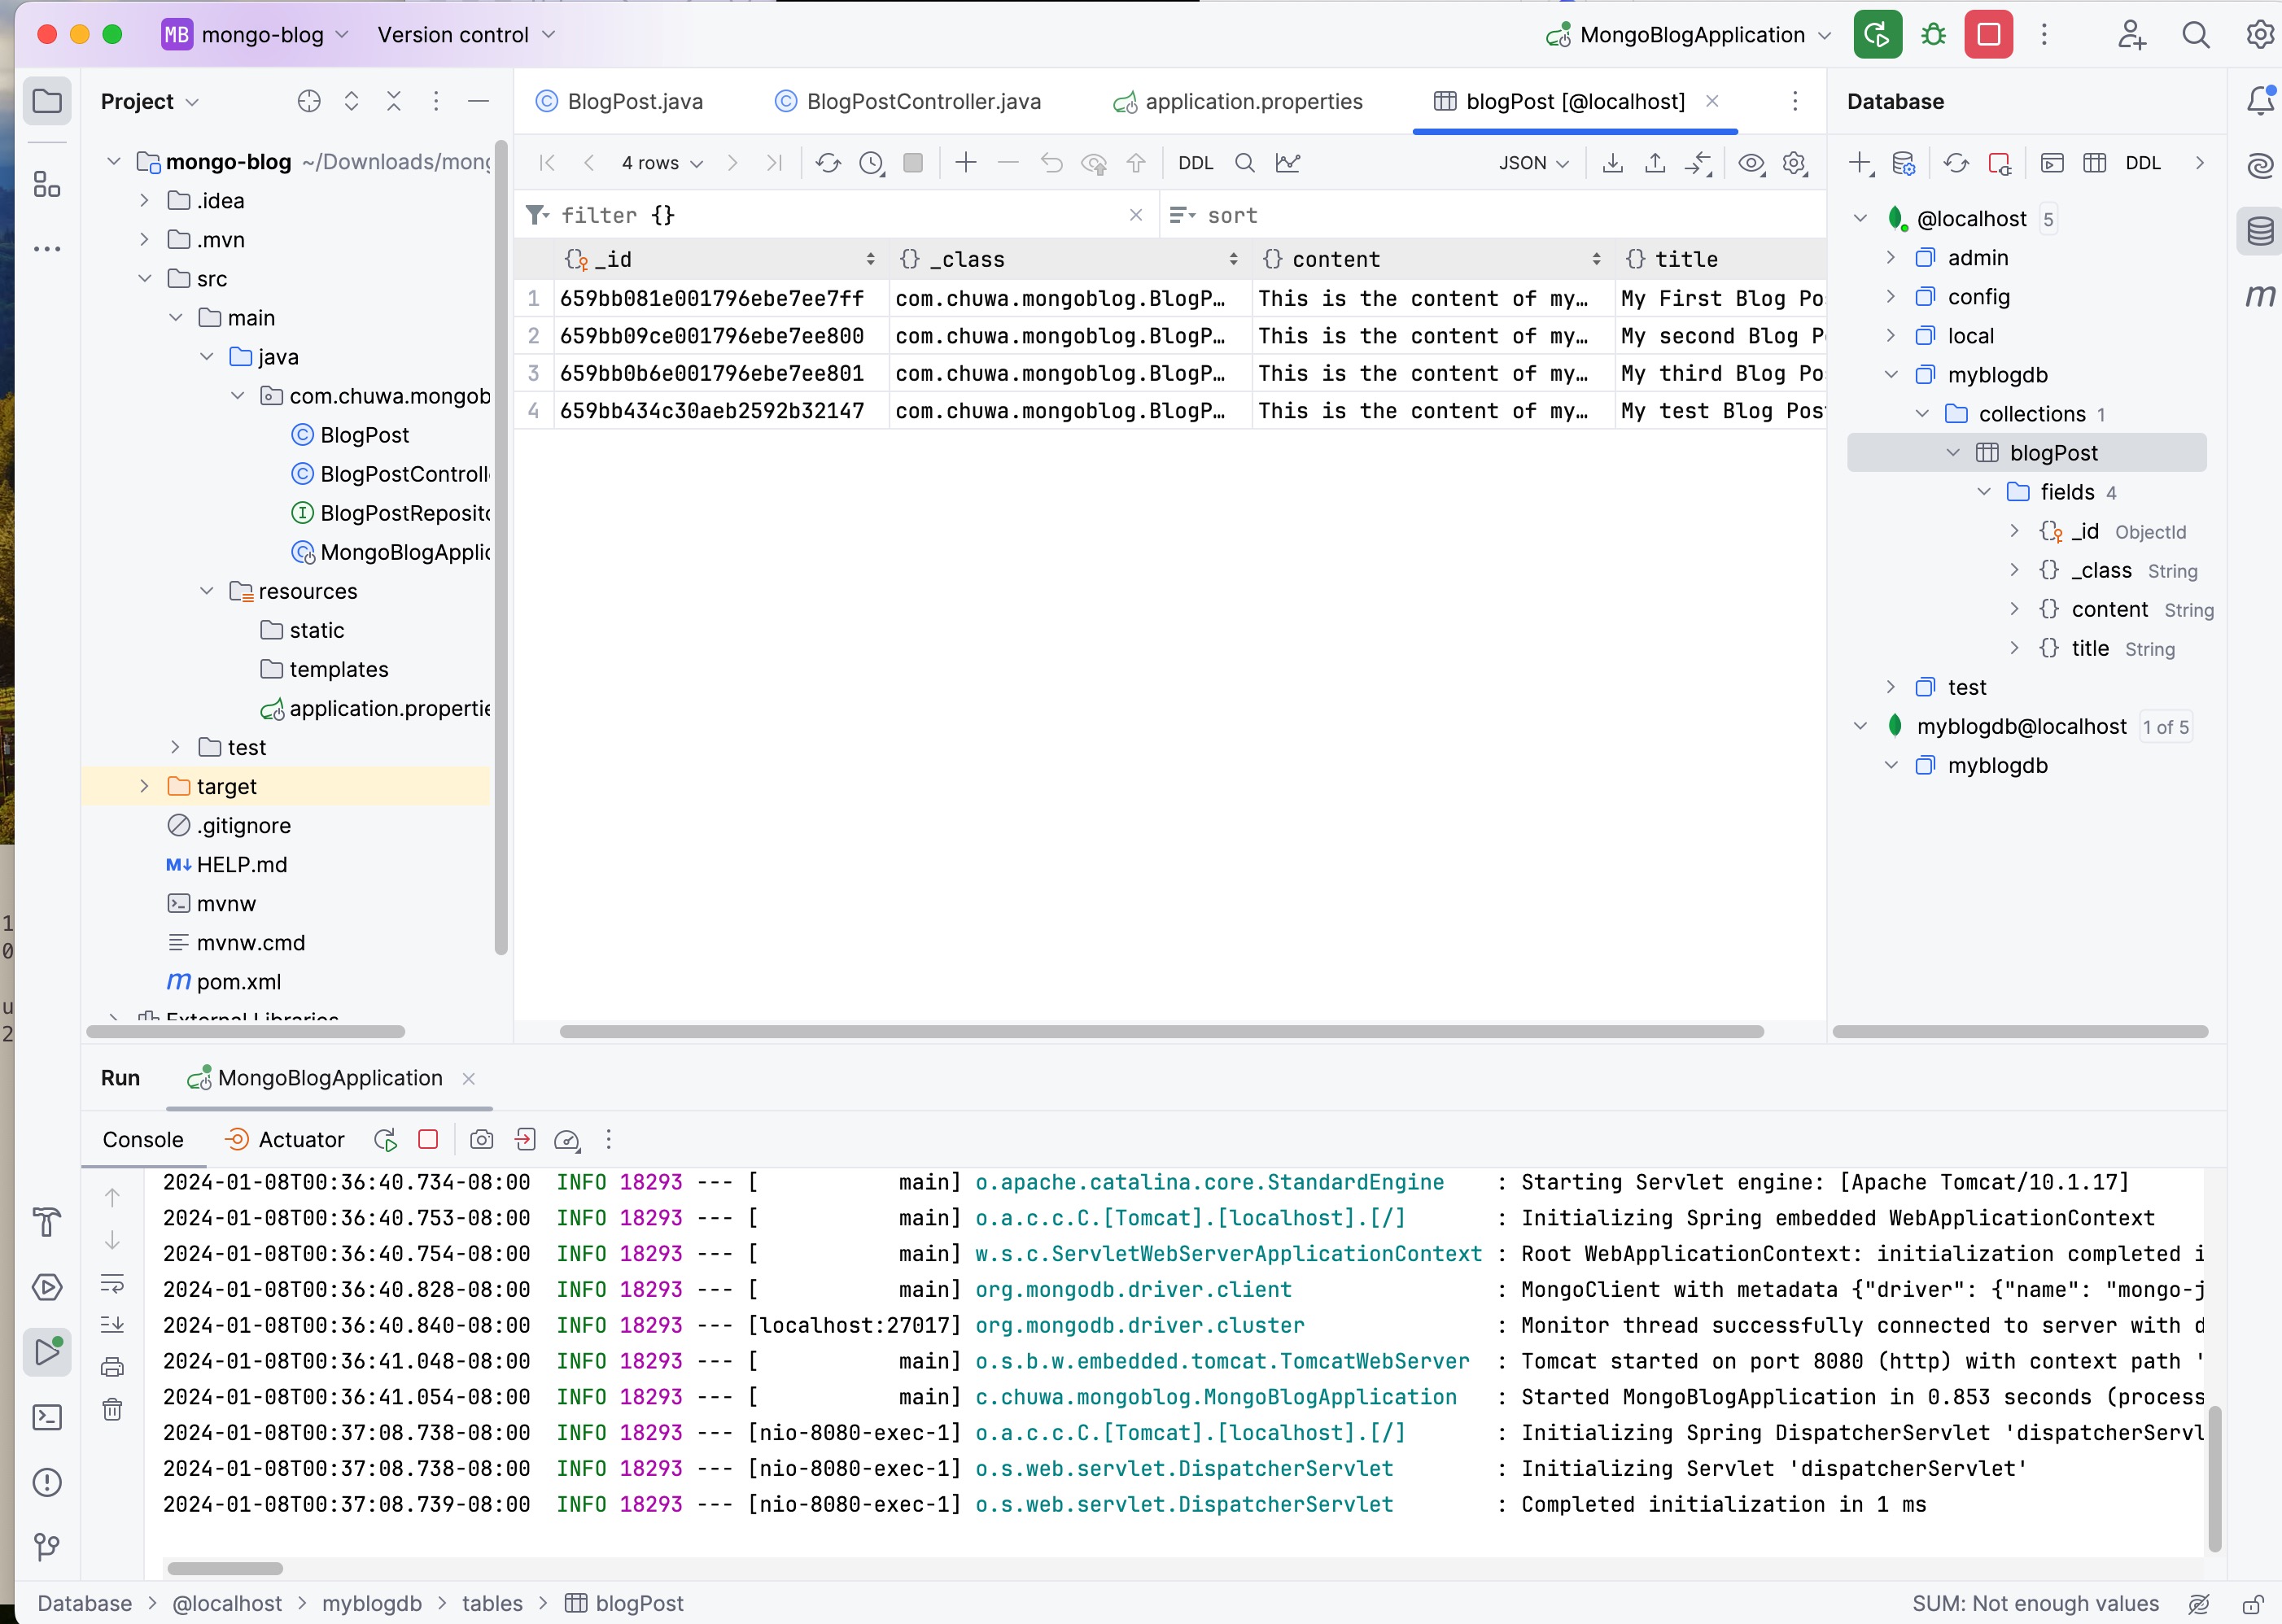 MB mongo-blog Version control MongoBlogApplication
Project
mongo-blog ~/Downloads/mong
.idea
.mvn
src
main
java
com.chuwa.mongob
BlogPost
BlogPostControll
BlogPostReposito
MongoBlogApplic
resources
static
templates
application.propertie
test
target
.gitignore
M↓ HELP.md
mvnw
mvnw.cmd
m pom.xml
External Libraries
BlogPost.java BlogPostController.java application.properties blogPost [@localhost]
4 rows DDL JSON
filter {} sort
_id _class content title
1 659bb081e001796ebe7ee7ff com.chuwa.mongoblog.BlogP… This is the content of my… My First Blog Po
2 659bb09ce001796ebe7ee800 com.chuwa.mongoblog.BlogP… This is the content of my… My second Blog P
3 659bb0b6e001796ebe7ee801 com.chuwa.mongoblog.BlogP… This is the content of my… My third Blog Po
4 659bb434c30aeb2592b32147 com.chuwa.mongoblog.BlogP… This is the content of my… My test Blog Pos
Database
DDL
@localhost 5
admin
config
local
myblogdb
collections 1
blogPost
fields 4
_id ObjectId
_class String
content String
title String
test
myblogdb@localhost 1 of 5
myblogdb
m
1
0
u
2
Run MongoBlogApplication
Console Actuator
2024-01-08T00:36:40.734-08:00 INFO 18293 --- [ main] o.apache.catalina.core.StandardEngine : Starting Servlet engine: [Apache Tomcat/10.1.17]
2024-01-08T00:36:40.753-08:00 INFO 18293 --- [ main] o.a.c.c.C.[Tomcat].[localhost].[/] : Initializing Spring embedded WebApplicationContext
2024-01-08T00:36:40.754-08:00 INFO 18293 --- [ main] w.s.c.ServletWebServerApplicationContext : Root WebApplicationContext: initialization completed i
2024-01-08T00:36:40.828-08:00 INFO 18293 --- [ main] org.mongodb.driver.client : MongoClient with metadata {"driver": {"name": "mongo-j
2024-01-08T00:36:40.840-08:00 INFO 18293 --- [localhost:27017] org.mongodb.driver.cluster : Monitor thread successfully connected to server with d
2024-01-08T00:36:41.048-08:00 INFO 18293 --- [ main] o.s.b.w.embedded.tomcat.TomcatWebServer : Tomcat started on port 8080 (http) with context path '
2024-01-08T00:36:41.054-08:00 INFO 18293 --- [ main] c.chuwa.mongoblog.MongoBlogApplication : Started MongoBlogApplication in 0.853 seconds (process
2024-01-08T00:37:08.738-08:00 INFO 18293 --- [nio-8080-exec-1] o.a.c.c.C.[Tomcat].[localhost].[/] : Initializing Spring DispatcherServlet 'dispatcherServl
2024-01-08T00:37:08.738-08:00 INFO 18293 --- [nio-8080-exec-1] o.s.web.servlet.DispatcherServlet : Initializing Servlet 'dispatcherServlet'
2024-01-08T00:37:08.739-08:00 INFO 18293 --- [nio-8080-exec-1] o.s.web.servlet.DispatcherServlet : Completed initialization in 1 ms
Database > @localhost > myblogdb > tables > blogPost SUM: Not enough values